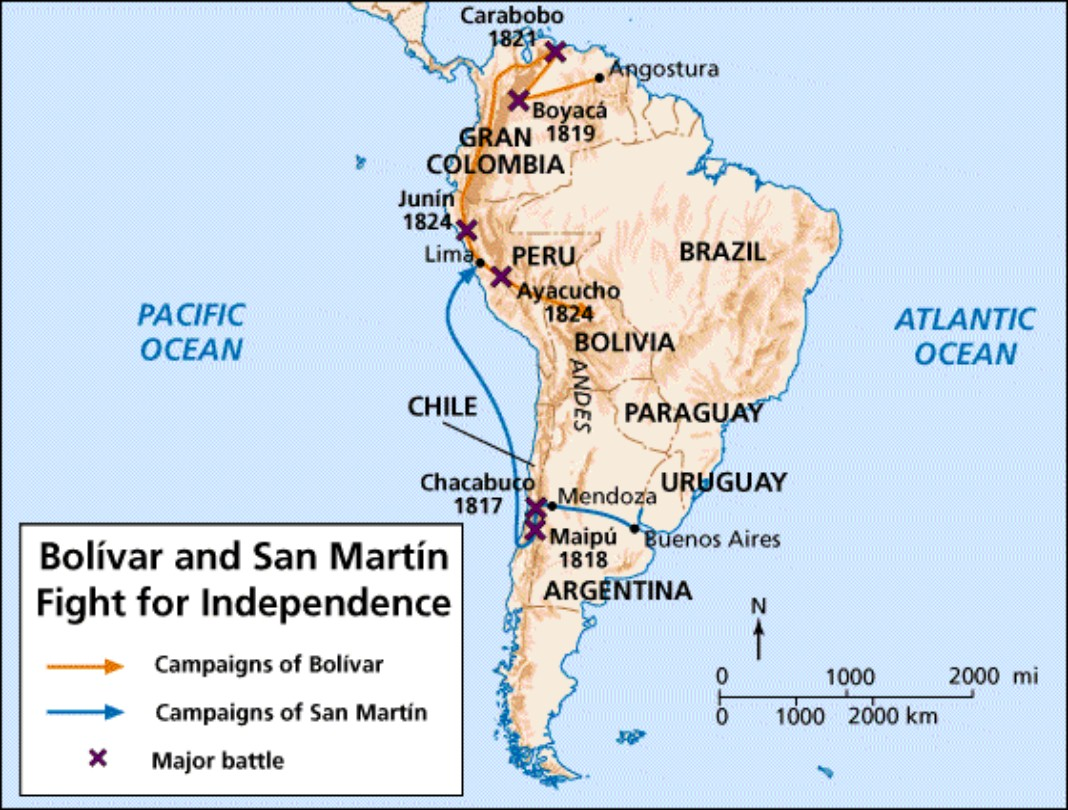 Carabobo
1821
Angostura
Boyacá
1819
GRAN
COLOMBIA
Junín
1824
Lima
PERU
BRAZIL
Ayacucho
1824
PACIFIC
OCEAN
ATLANTIC
OCEAN
BOLIVIA
ANDES
CHILE
PARAGUAY
Chacabuco
1817
Mendoza
URUGUAY
Maipú
1818
Buenos Aires
ARGENTINA
Bolívar and San Martín
Fight for Independence
Campaigns of Bolívar
Campaigns of San Martín
Major battle
N
0 1000 2000 mi
0 1000 2000 km